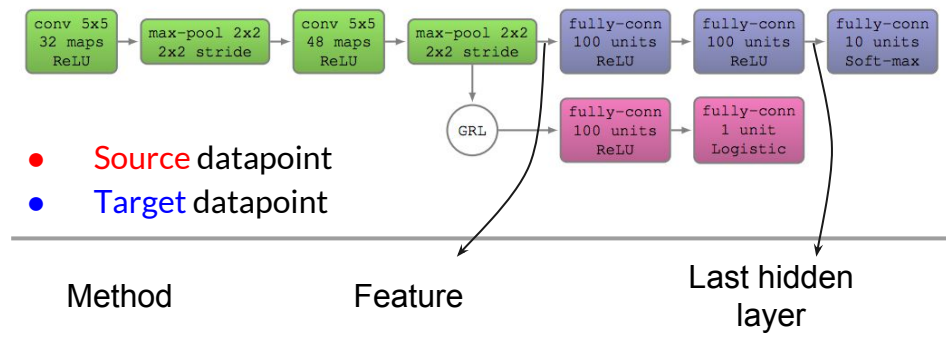 conv 5x5
32 maps
ReLU
max-pool 2x2
2x2 stride
conv 5x5
48 maps
ReLU
max-pool 2x2
2x2 stride
fully-conn
100 units
ReLU
fully-conn
100 units
ReLU
fully-conn
10 units
Soft-max
GRL
fully-conn
100 units
ReLU
fully-conn
1 unit
Logistic
● Source datapoint
● Target datapoint
Method
Feature
Last hidden
layer